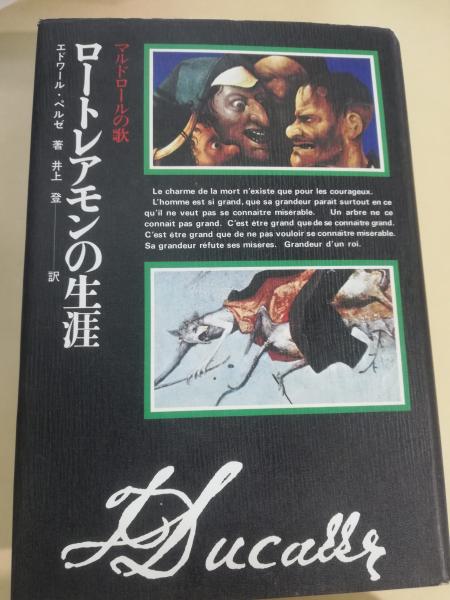 マルドロールの歌
ロートレアモンの生涯
エドワール・ペルゼ 著 井上 登 訳
Le charme de la mort n'existe que pour les courageux.
L'homme est si grand, que sa grandeur parait surtout en ce
qu'il ne veut pas se connaitre misérable. Un arbre ne ce
connait pas grand. C'est étre grand que de se connaitre grand.
C'est étre grand que de ne pas vouloir se connaitre misérable.
Sa grandeur réfute ses miseres. Grandeur d'un roi.
Ducasse